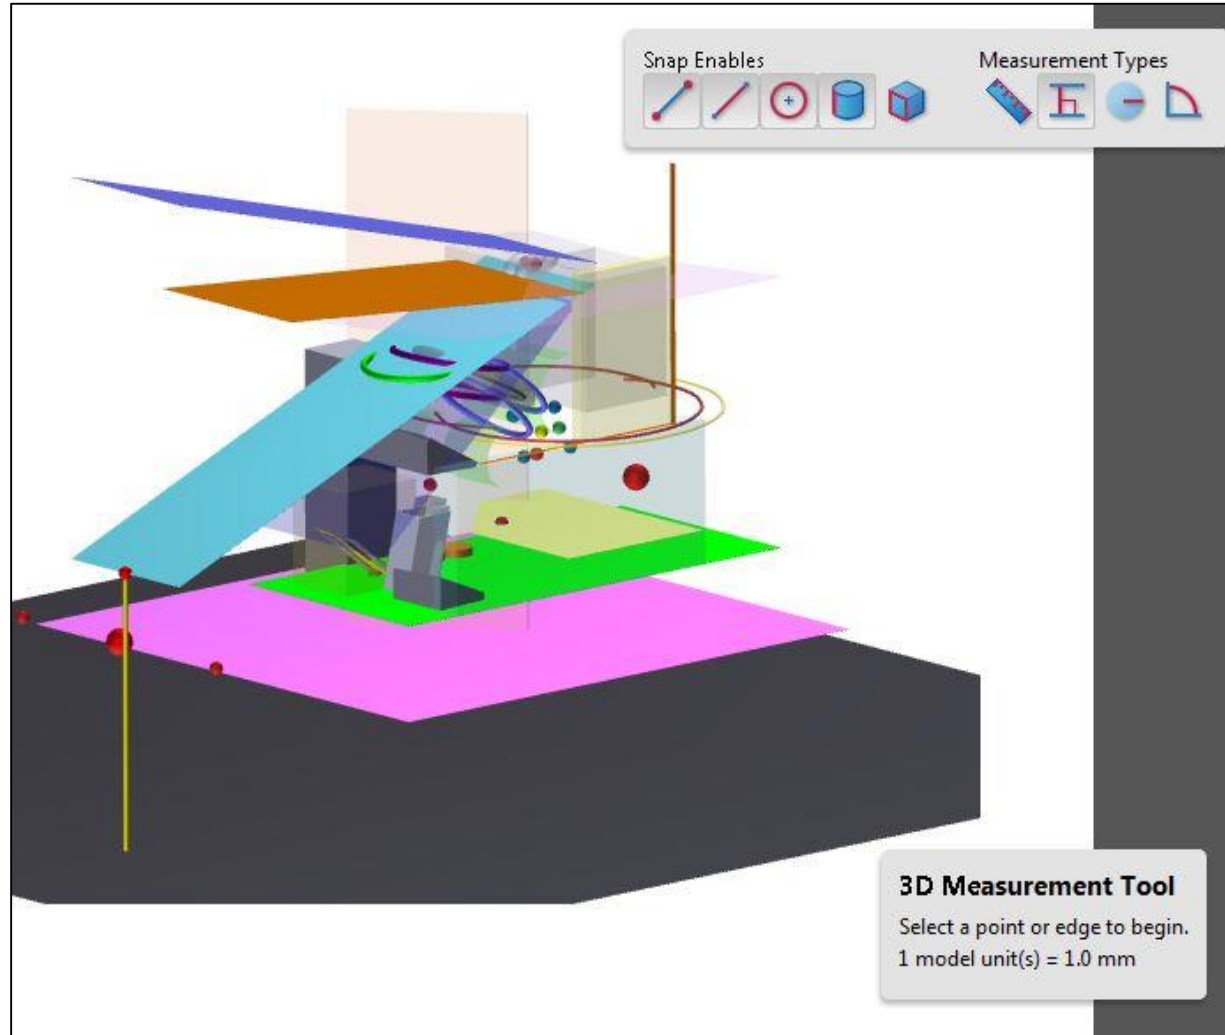 Snap Enables
Measurement Types
3D Measurement Tool
Select a point or edge to begin.
1 model unit(s) = 1.0 mm